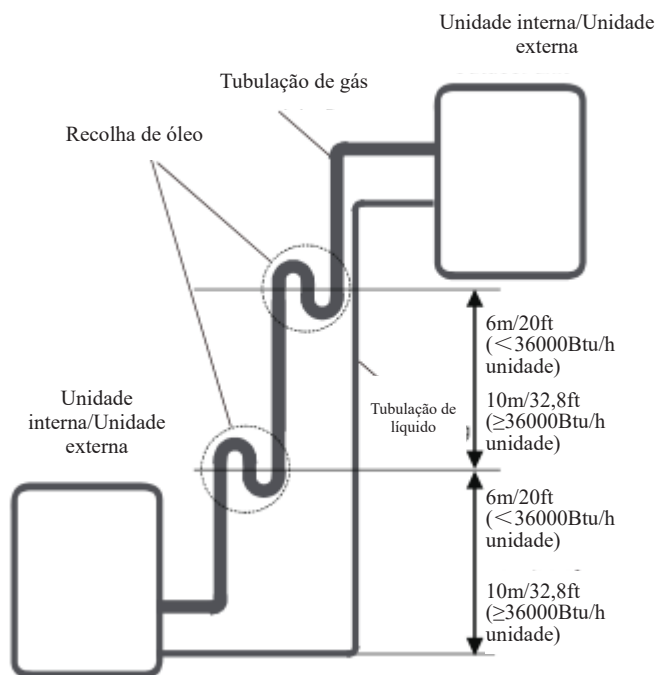 Unidade interna/Unidade
externa
Tubulação de gás
Recolha de óleo
6m/20ft
(<36000Btu/h
unidade)
10m/32,8ft
(≥36000Btu/h
unidade)
Tubulação de
líquido
Unidade
interna/Unidade
externa
6m/20ft
(<36000Btu/h
unidade)
10m/32,8ft
(≥36000Btu/h
unidade)